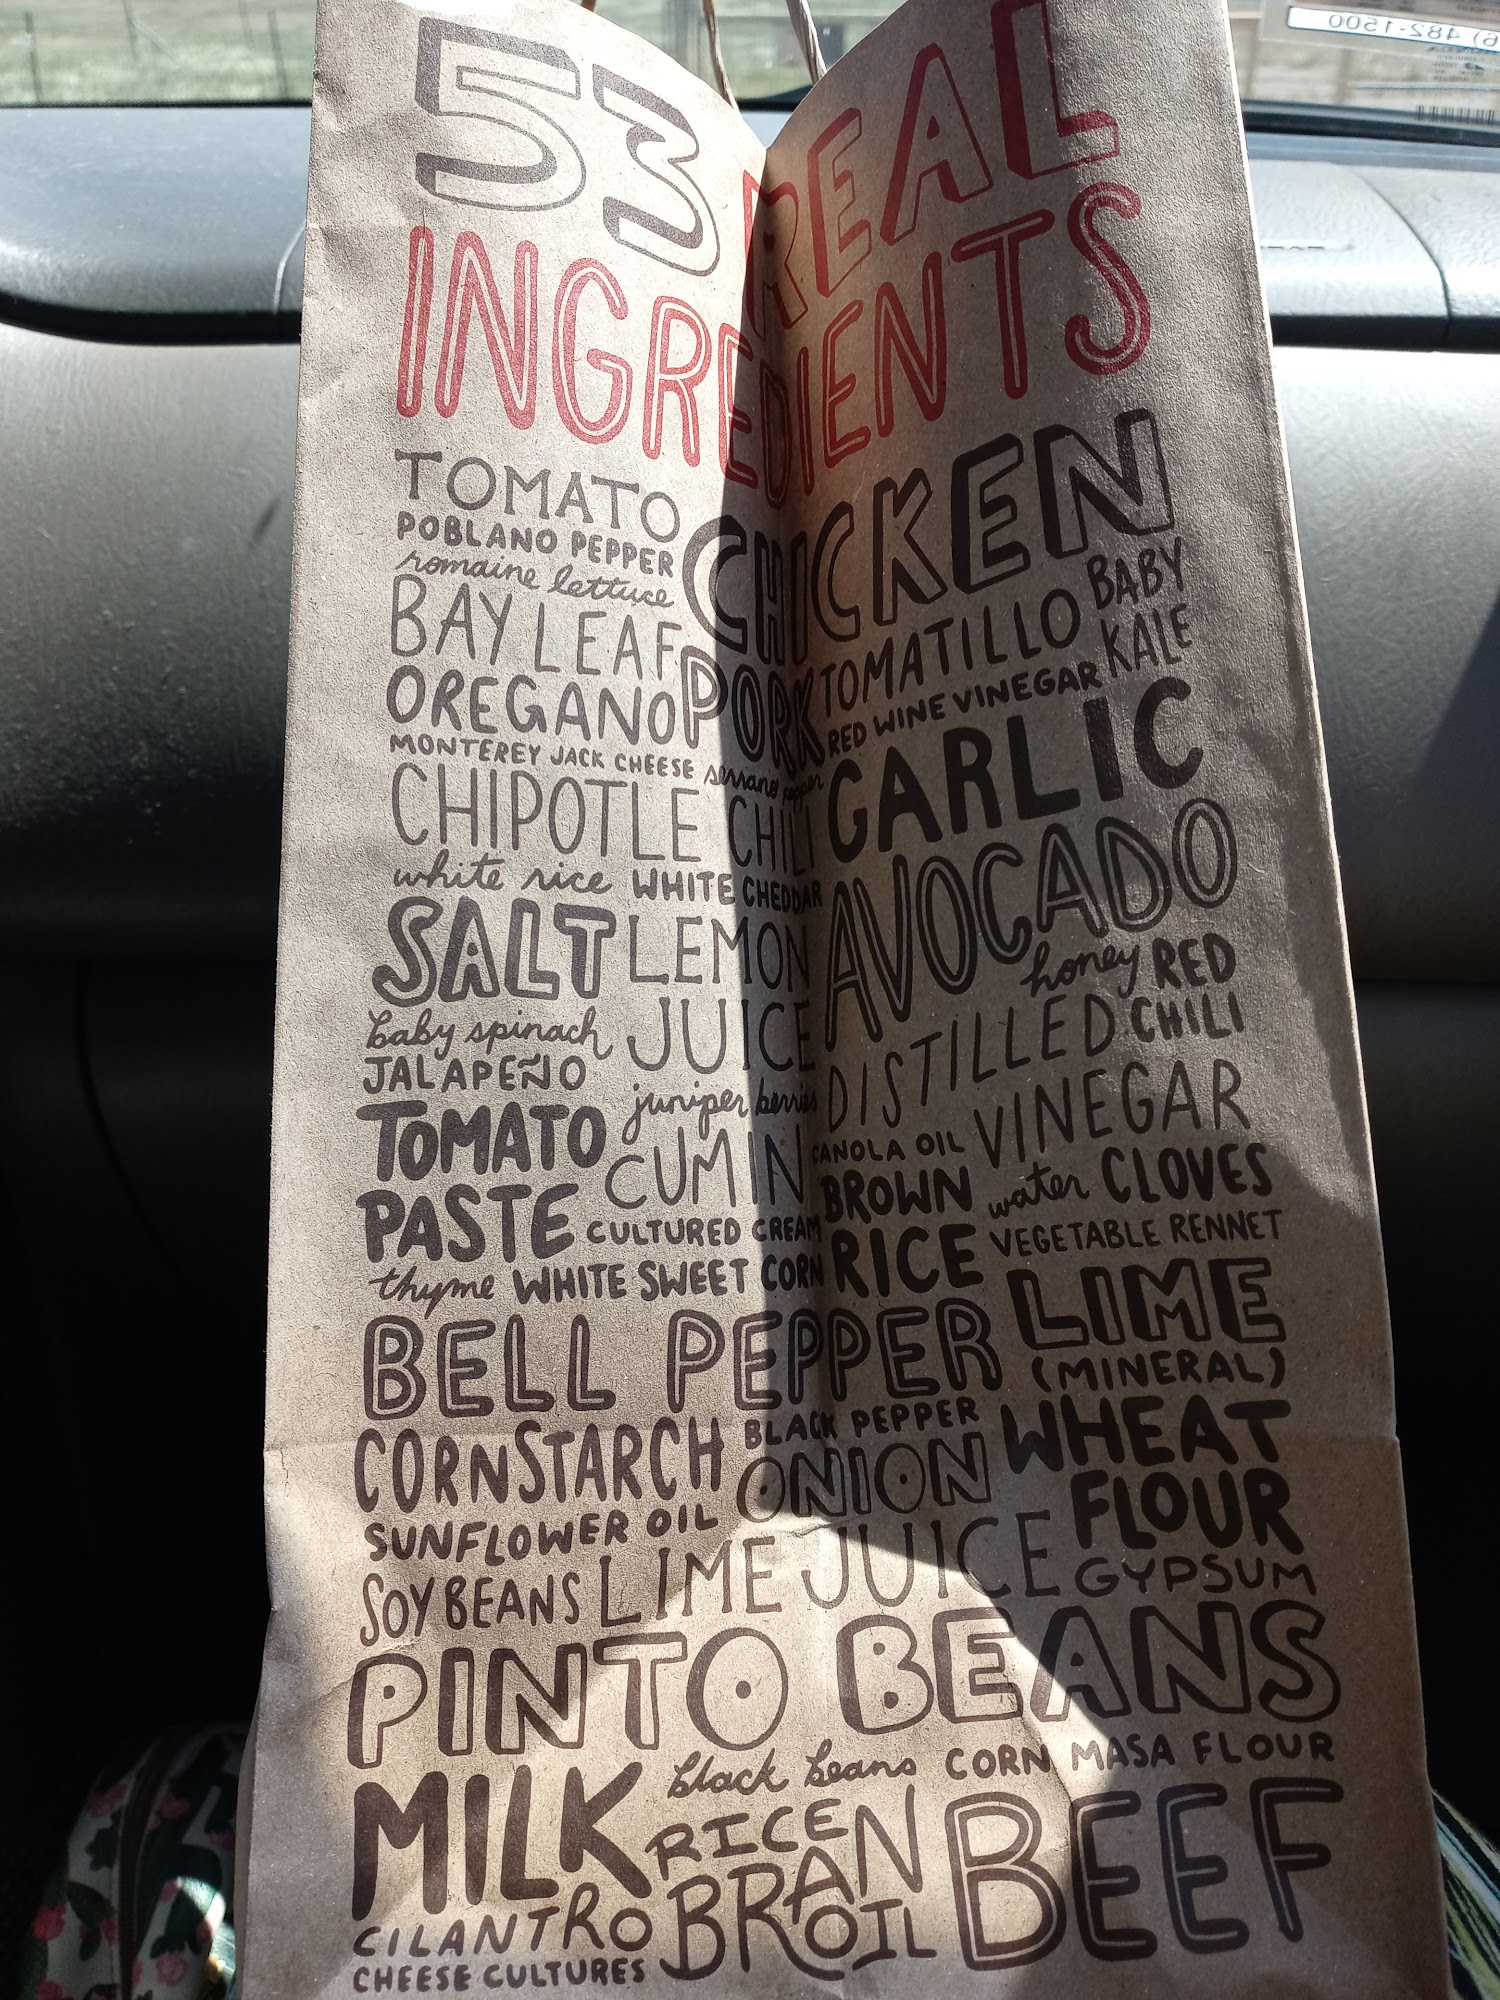 53 REAL
INGREDIENTS
TOMATO
POBLANO PEPPER
romaine lettuce
CHICKEN
BAY LEAF
OREGANO
PORK
TOMATILLO
BABY
KALE
RED WINE VINEGAR
MONTEREY JACK CHEESE
serrano pepper
GARLIC
CHIPOTLE CHILI
white rice
WHITE CHEDDAR
AVOCADO
SALT
LEMON
JUICE
honey
RED
CHILI
baby spinach
JALAPEÑO
juniper berries
DISTILLED
VINEGAR
TOMATO
PASTE
CUMIN
CANOLA OIL
BROWN
RICE
water
CLOVES
CULTURED CREAM
VEGETABLE RENNET
thyme
WHITE SWEET CORN
BELL PEPPER
LIME
(MINERAL)
CORNSTARCH
BLACK PEPPER
ONION
WHEAT
FLOUR
SUNFLOWER OIL
SOYBEANS
LIME JUICE
GYPSUM
PINTO BEANS
MILK
black beans
CORN MASA FLOUR
RICE
BRAN
OIL
BEEF
CILANTRO
CHEESE CULTURES
6) 482-1500